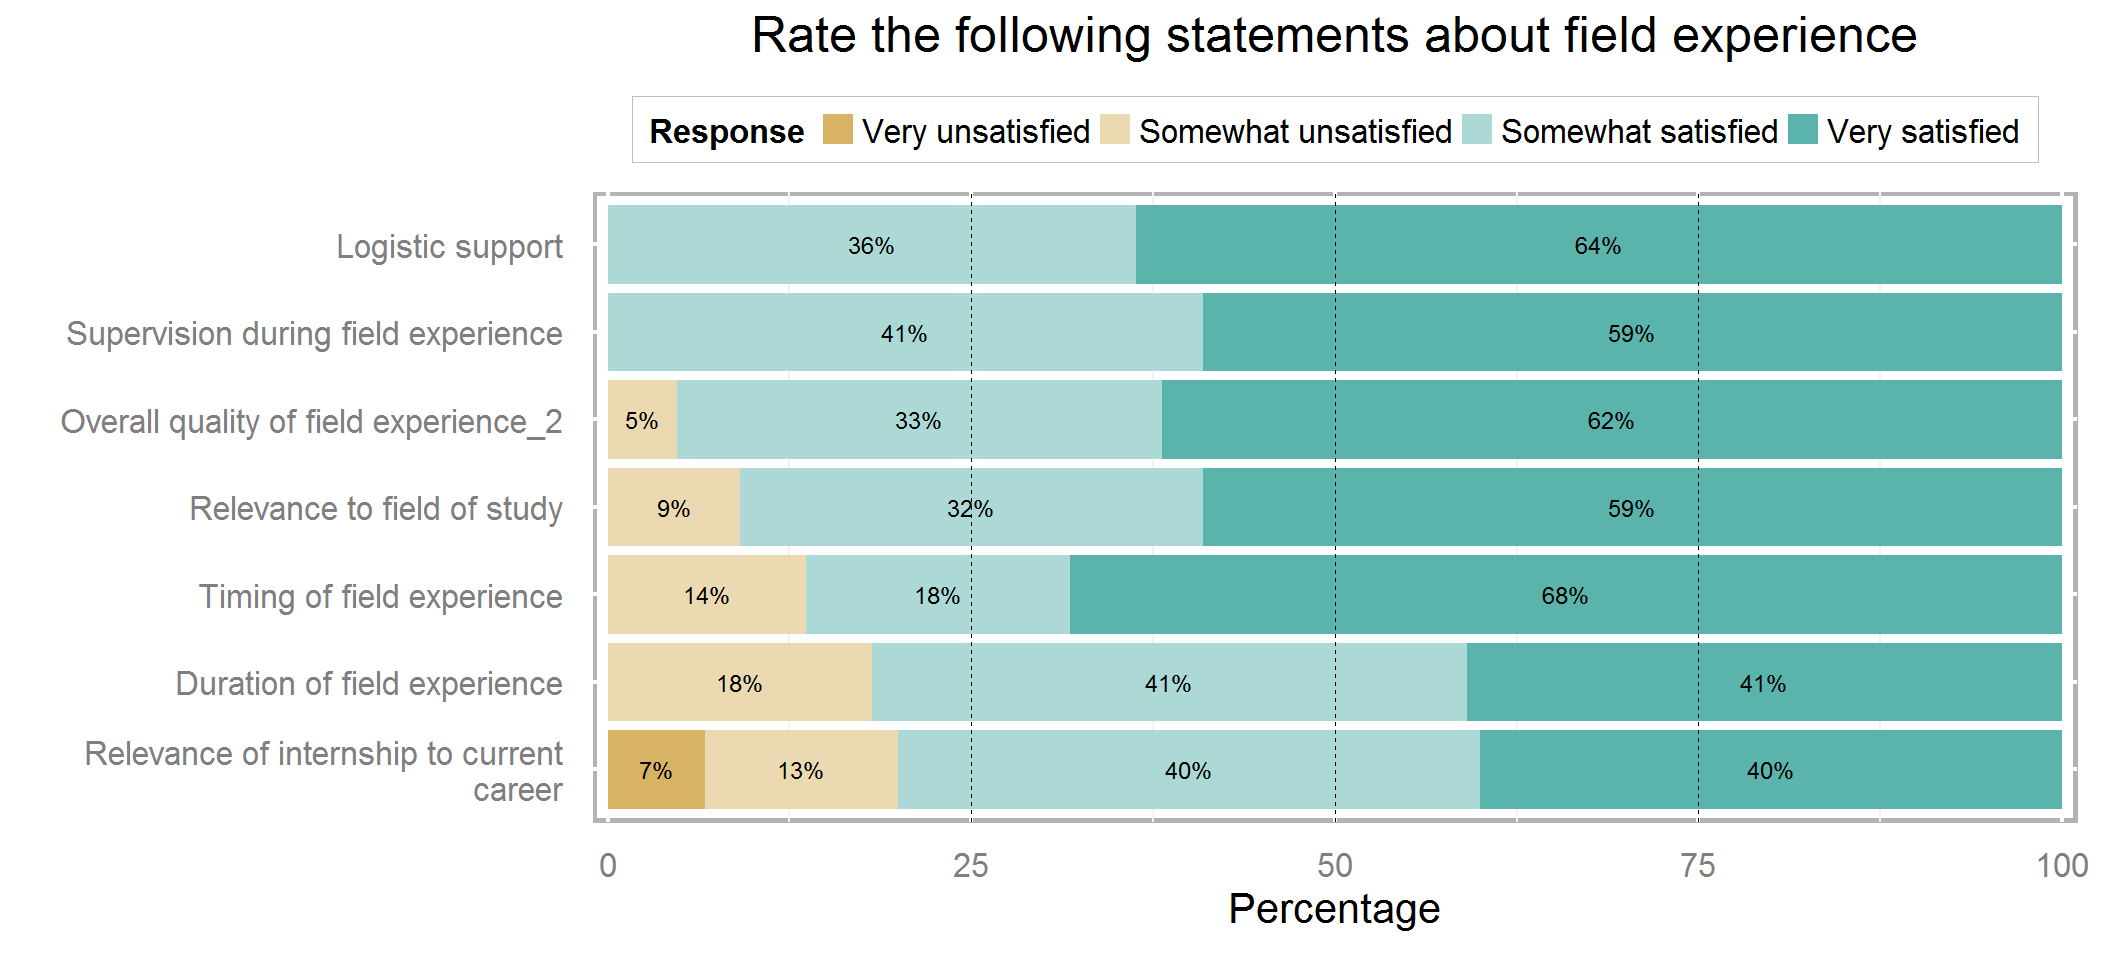 Rate the following statements about field experience
Response Very unsatisfied Somewhat unsatisfied Somewhat satisfied Very satisfied
Logistic support 36% 64%
Supervision during field experience 41% 59%
Overall quality of field experience_2 5% 33% 62%
Relevance to field of study 9% 32% 59%
Timing of field experience 14% 18% 68%
Duration of field experience 18% 41% 41%
Relevance of internship to current
career
7% 13% 40% 40%
0 25 50 75 100
Percentage